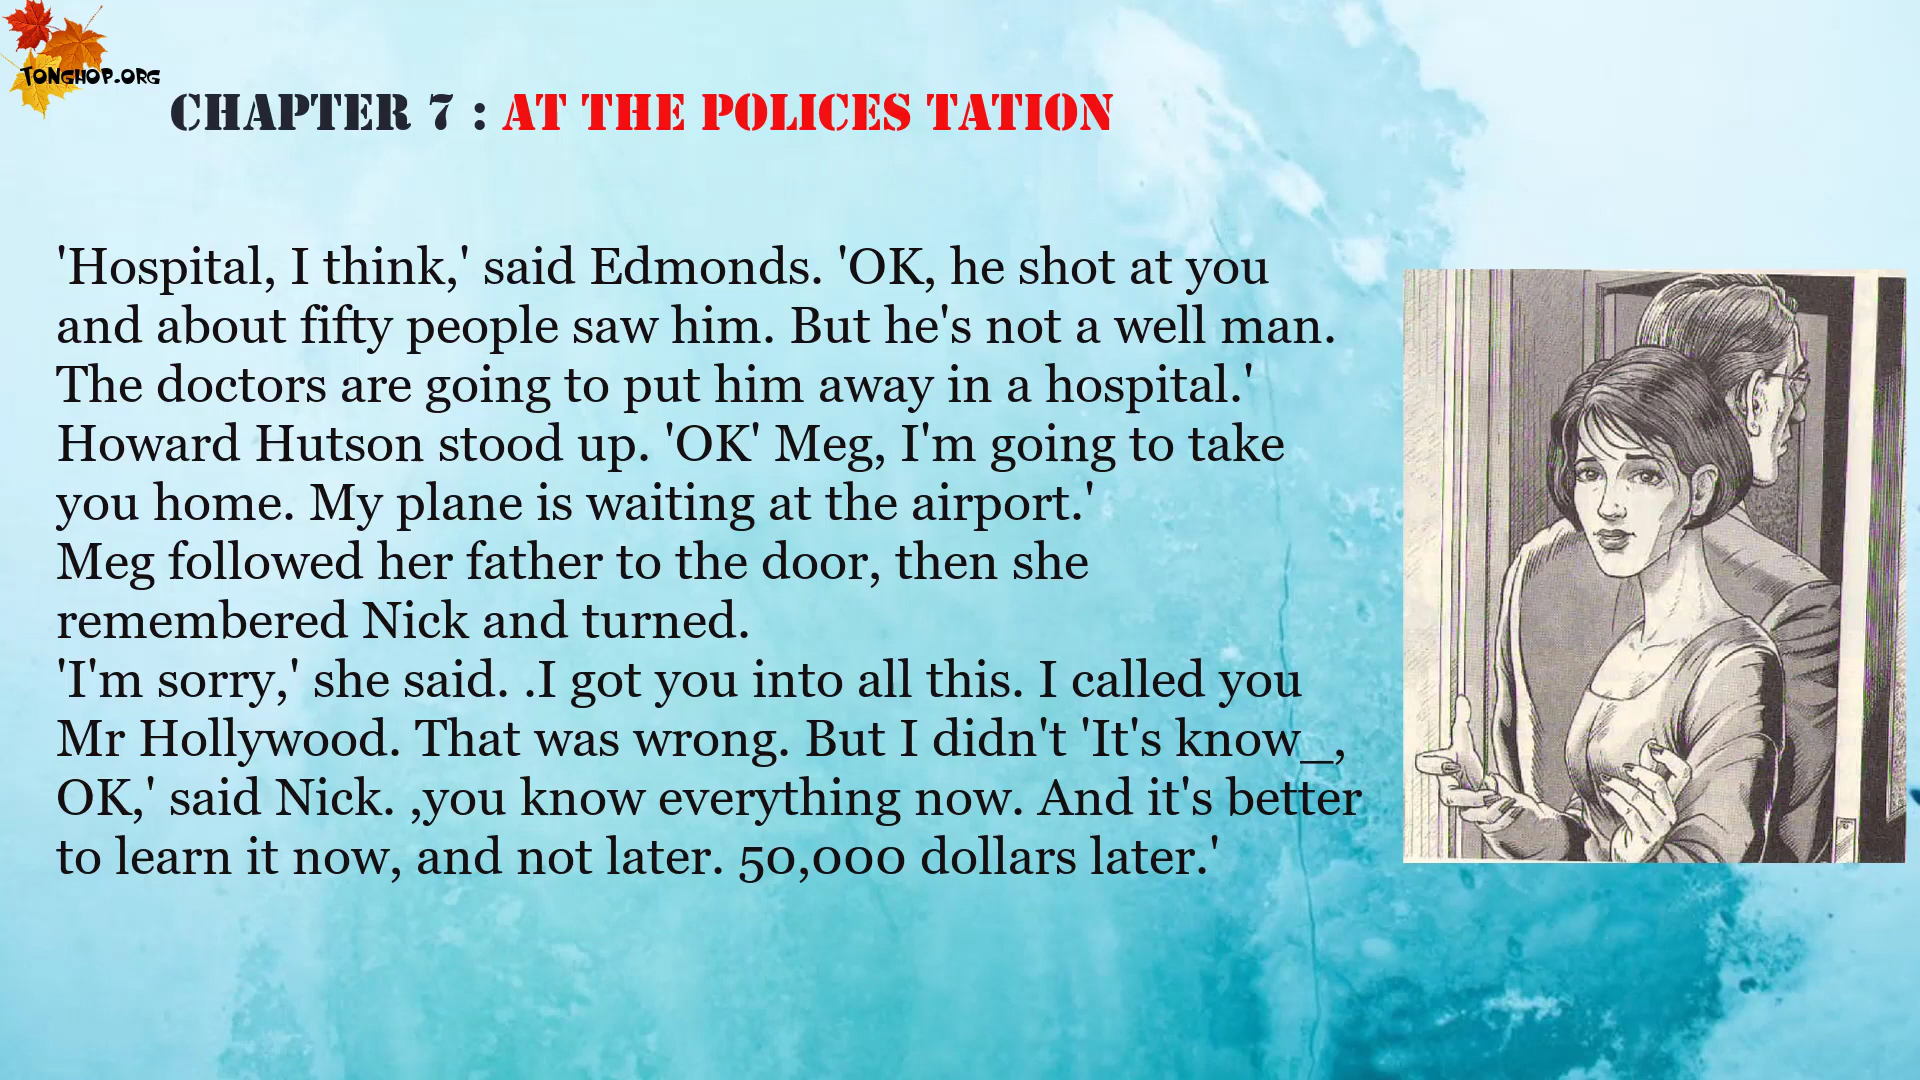 TONGHOP.ORG
CHAPTER 7 : AT THE POLICES TATION
'Hospital, I think,' said Edmonds. 'OK, he shot at you
and about fifty people saw him. But he's not a well man.
The doctors are going to put him away in a hospital.'
Howard Hutson stood up. 'OK' Meg, I'm going to take
you home. My plane is waiting at the airport.'
Meg followed her father to the door, then she
remembered Nick and turned.
'I'm sorry,' she said. .I got you into all this. I called you
Mr Hollywood. That was wrong. But I didn't 'It's know_,
OK,' said Nick. ,you know everything now. And it's better
to learn it now, and not later. 50,000 dollars later.'